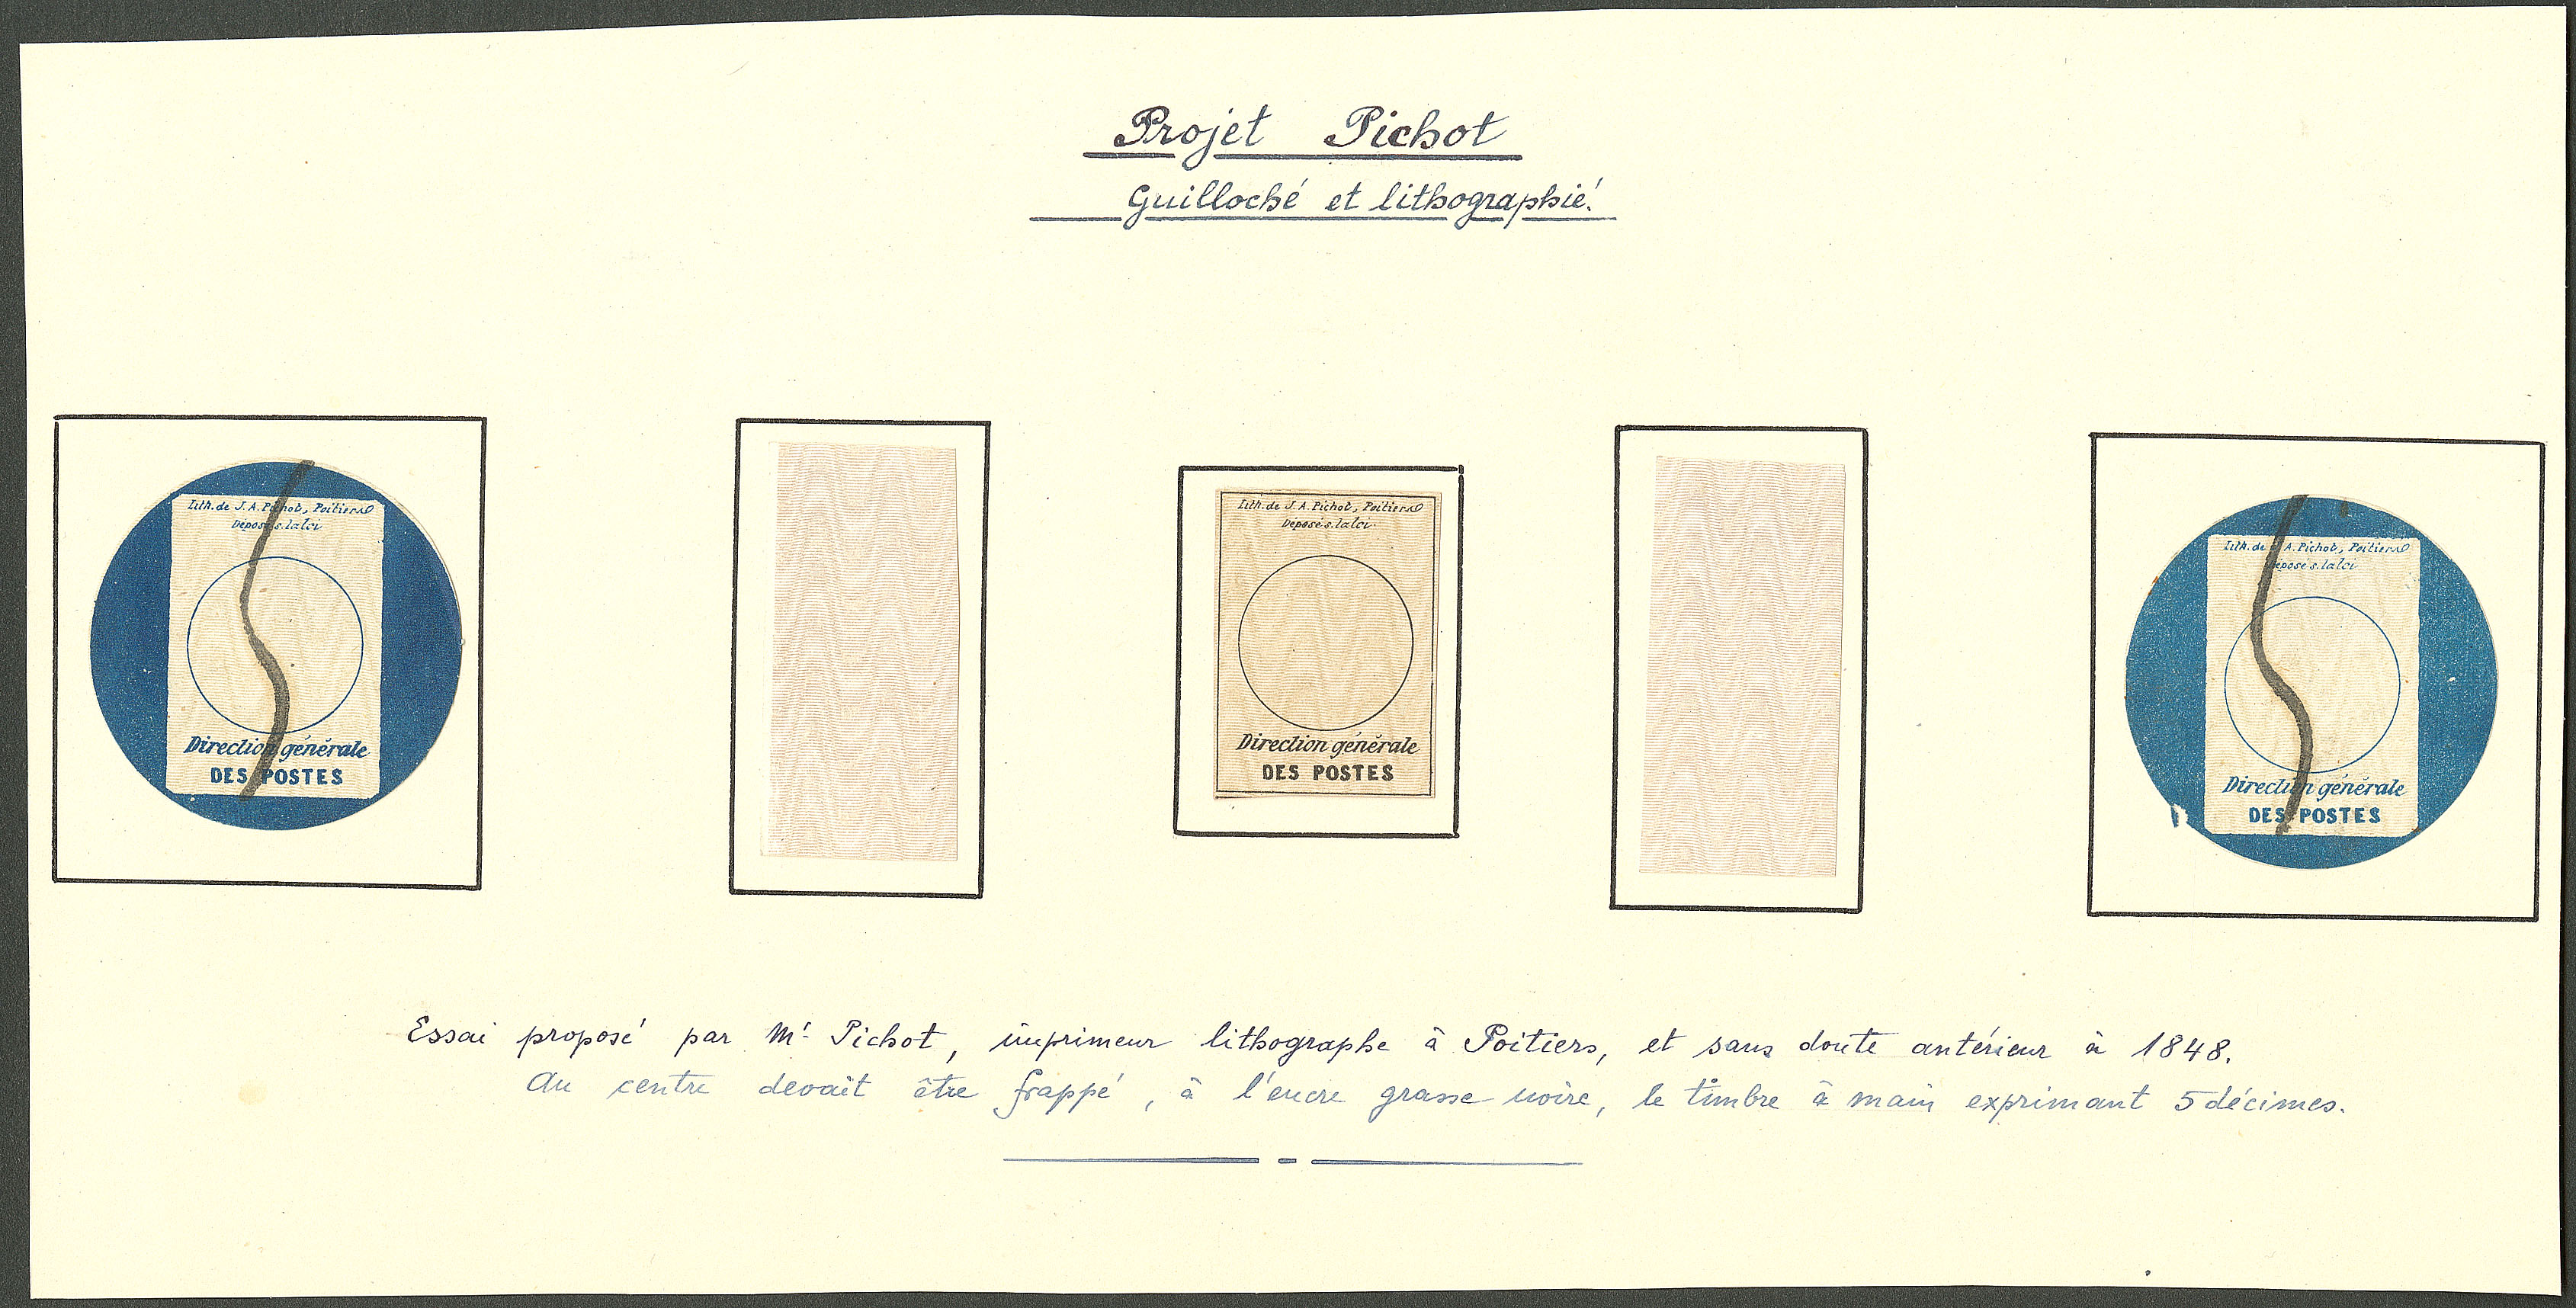 Projet Pichot
Guilloché et lithographié.
Lith. de J. A. Pichot, Poitiers
Déposé s. la loi
Direction générale
DES POSTES
Lith. de J. A. Pichot, Poitiers
Déposé s. la loi
Direction générale
DES POSTES
Lith. de J. A. Pichot, Poitiers
Déposé s. la loi
Direction générale
DES POSTES
Essai proposé par Mr Pichot, imprimeur lithographe à Poitiers, et sans doute antérieur à 1848.
Au centre devait être frappé, à l'encre grasse noire, le timbre à main exprimant 5 décimes.